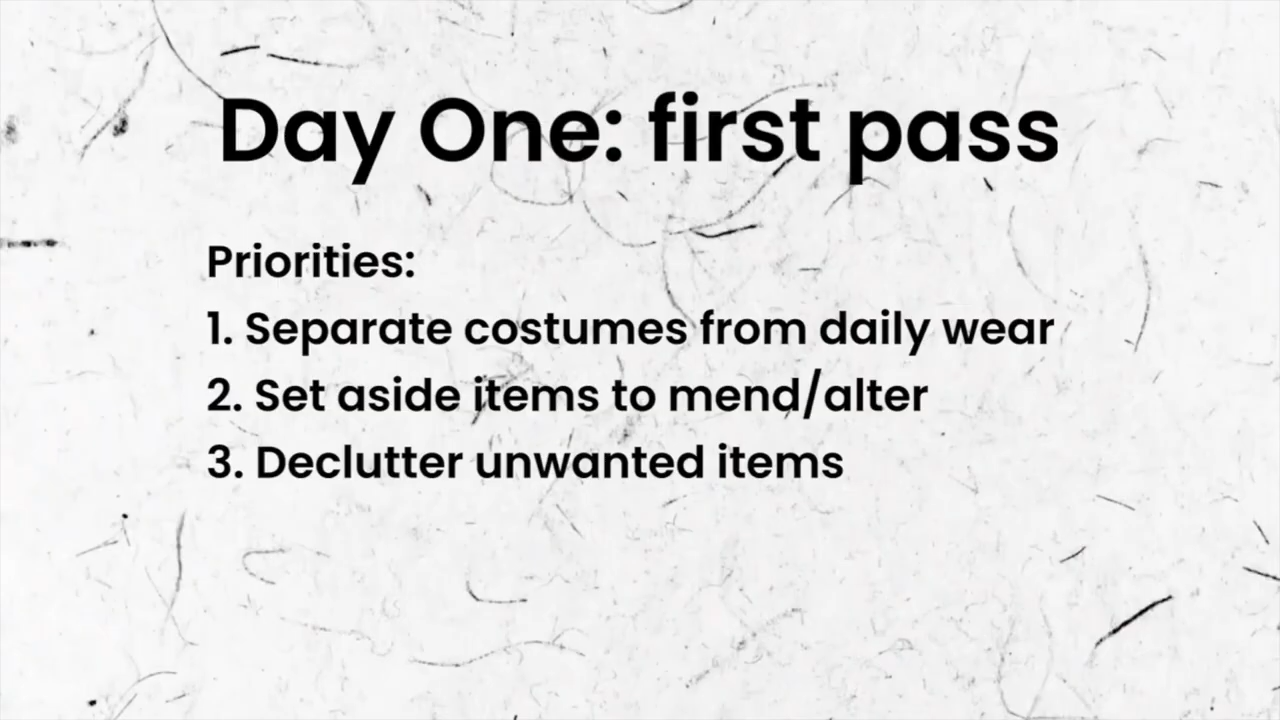 Day One: first pass
Priorities:
1. Separate costumes from daily wear
2. Set aside items to mend/alter
3. Declutter unwanted items